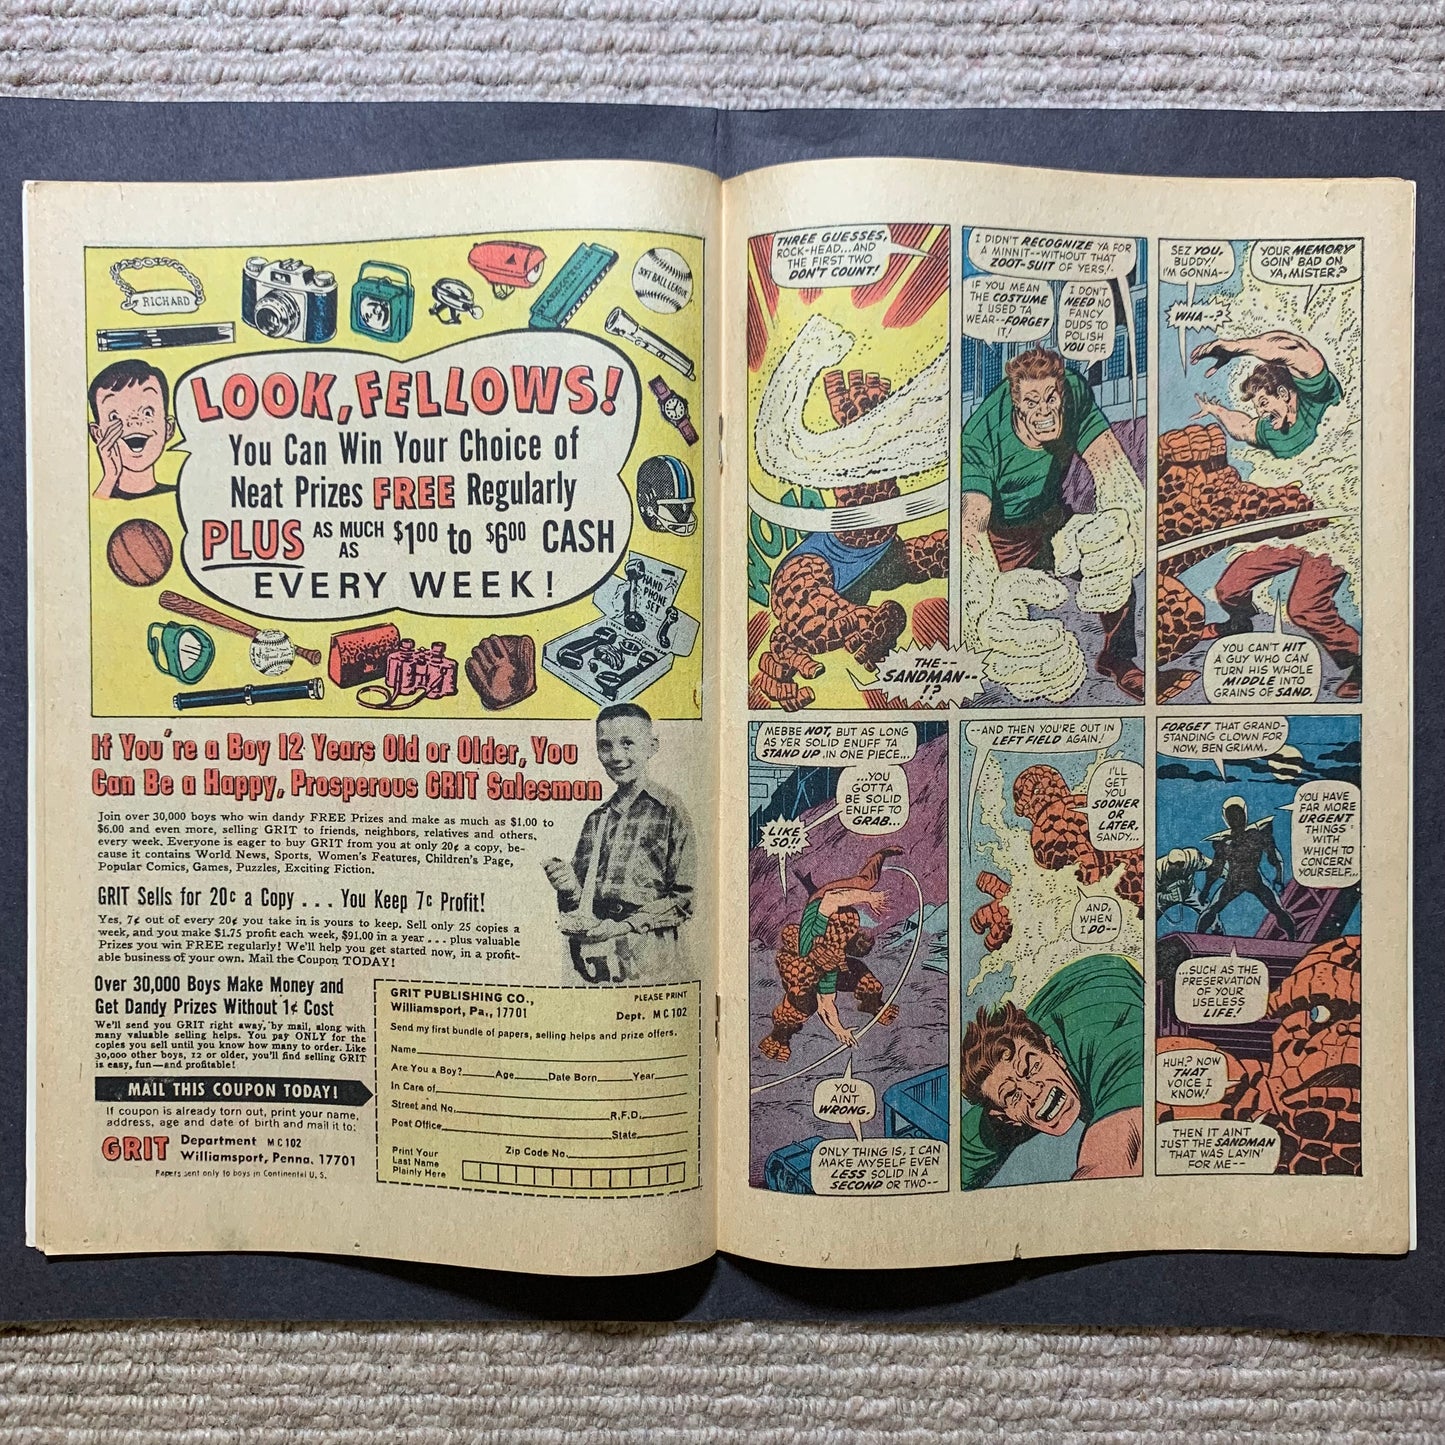 RICHARD
SKY BALL LEAGUE
LOOK, FELLOWS!
You Can Win Your Choice of
Neat Prizes FREE Regularly
PLUS AS MUCH AS $1.00 to $6.00 CASH
EVERY WEEK!
HAND
PHONE
SET
If You're a Boy 12 Years Old or Older, You
Can Be a Happy, Prosperous GRIT Salesman
Join over 30,000 boys who win dandy FREE Prizes and make as much as $1.00 to
$6.00 and even more, selling GRIT to friends, neighbors, relatives and others,
every week. Everyone is eager to buy GRIT from you at only 20¢ a copy, be-
cause it contains World News, Sports, Women's Features, Children's Page,
Popular Comics, Games, Puzzles, Exciting Fiction.
GRIT Sells for 20¢ a Copy . . . You Keep 7¢ Profit!
Yes, 7¢ out of every 20¢ you take in is yours to keep. Sell only 25 copies a
week, and you make $1.75 profit each week, $91.00 in a year . . . plus valuable
Prizes you win FREE regularly! We'll help you get started now, in a profit-
able business of your own. Mail the Coupon TODAY!
Over 30,000 Boys Make Money and
Get Dandy Prizes Without 1¢ Cost
We'll send you GRIT right away, by mail, along with
many valuable selling helps. You pay ONLY for the
copies you sell until you know how many to order. Like
30,000 other boys, 12 or older, you'll find selling GRIT
is easy, fun—and profitable!
MAIL THIS COUPON TODAY!
If coupon is already torn out, print your name,
address, age and date of birth and mail it to:
GRIT Department MC102
Williamsport, Penna. 17701
Papers sent only to boys in Continental U. S.
GRIT PUBLISHING CO., PLEASE PRINT
Williamsport, Pa., 17701 Dept. MC102
Send my first bundle of papers, selling helps and prize offers.
Name
Are You a Boy? Age Date Born Year
In Care of
Street and No. R.F.D.
Post Office State
Print Your Zip Code No.
Last Name
Plainly Here
THREE GUESSES,
ROCK-HEAD...AND
THE FIRST TWO
DON'T COUNT!
WOM
THE--
SANDMAN--
!?
I DIDN'T RECOGNIZE YA FOR
A MINNIT--WITHOUT THAT
ZOOT-SUIT OF YERS!
IF YOU MEAN
THE COSTUME
I USED TA
WEAR--FORGET
IT!
I DON'T
NEED NO
FANCY
DUDS TO
POLISH
YOU OFF.
SEZ YOU,
BUDDY!
I'M GONNA--
WHA--?
YOUR MEMORY
GOIN' BAD ON
YA, MISTER?
YOU CAN'T HIT
A GUY WHO CAN
TURN HIS WHOLE
MIDDLE INTO
GRAINS OF SAND.
MEBBE NOT, BUT AS LONG
AS YER SOLID ENUFF TA
STAND UP IN ONE PIECE...
...YOU
GOTTA
BE SOLID
ENUFF TO
GRAB...
LIKE
SO!!
YOU
AINT
WRONG.
ONLY THING IS, I CAN
MAKE MYSELF EVEN
LESS SOLID IN A
SECOND OR TWO--
--AND THEN YOU'RE OUT IN
LEFT FIELD AGAIN!
I'LL
GET
YOU
SOONER
OR
LATER,
SANDY...
AND,
WHEN
I DO--
FORGET THAT GRAND-
STANDING CLOWN FOR
NOW, BEN GRIMM.
YOU HAVE
FAR MORE
URGENT
THINGS
WITH
WHICH TO
CONCERN
YOURSELF...
...SUCH AS THE
PRESERVATION
OF YOUR
USELESS
LIFE!
HUH? NOW
THAT
VOICE I
KNOW!
THEN IT AINT
JUST THE SANDMAN
THAT WAS LAYIN'
FOR ME--